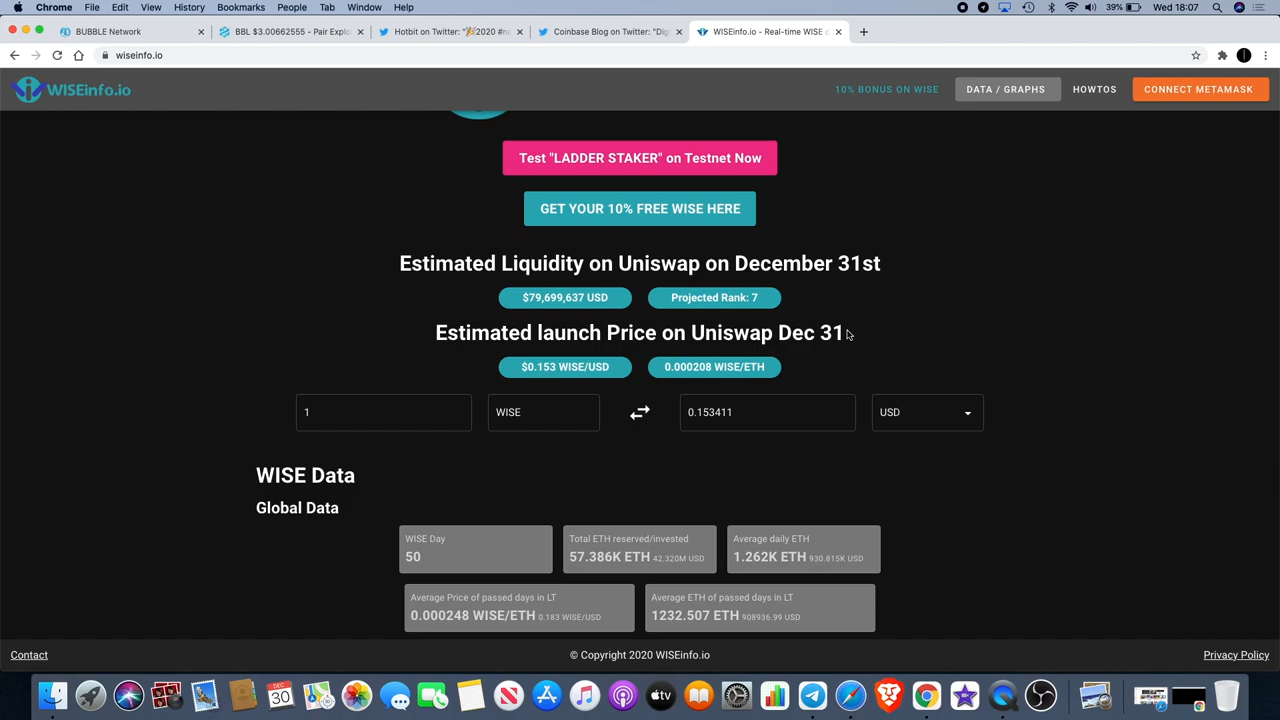 Chrome File Edit View History Bookmarks People Tab Window Help 39% Wed 18:07
BUBBLE Network
BBL $3.00662555 - Pair Explo
Hotbit on Twitter: "🎉2020 #ne
Coinbase Blog on Twitter: "Dig
WISEinfo.io - Real-time WISE c
wiseinfo.io
WISEinfo.io
10% BONUS ON WISE
DATA / GRAPHS
HOWTOS
CONNECT METAMASK
Test "LADDER STAKER" on Testnet Now
GET YOUR 10% FREE WISE HERE
Estimated Liquidity on Uniswap on December 31st
$79,699,637 USD
Projected Rank: 7
Estimated launch Price on Uniswap Dec 31
$0.153 WISE/USD
0.000208 WISE/ETH
1
WISE
0.153411
USD
WISE Data
Global Data
WISE Day
50
Total ETH reserved/invested
57.386K ETH 42.320M USD
Average daily ETH
1.262K ETH 930.815K USD
Average Price of passed days in LT
0.000248 WISE/ETH 0.183 WISE/USD
Average ETH of passed days in LT
1232.507 ETH 908936.99 USD
Contact
© Copyright 2020 WISEinfo.io
Privacy Policy
DEC
30
tv